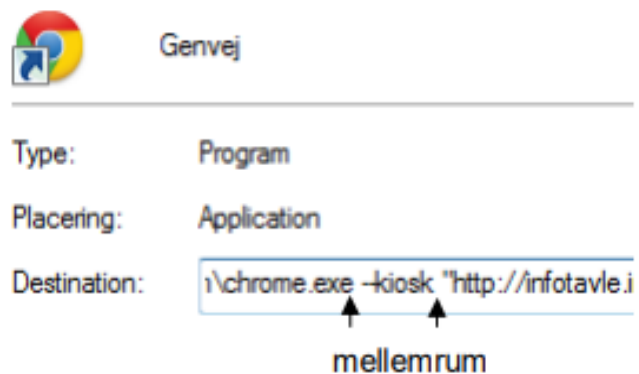 Genvej
Type: Program
Placering: Application
Destination: ı\chrome.exe --kiosk "http://infotavle.i
mellemrum